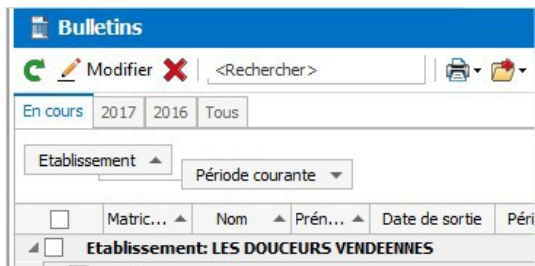 Bulletins
Modifier <Rechercher>
En cours 2017 2016 Tous
Etablissement
Période courante
Matric... Nom Prén... Date de sortie Péri
Etablissement: LES DOUCEURS VENDEENNES